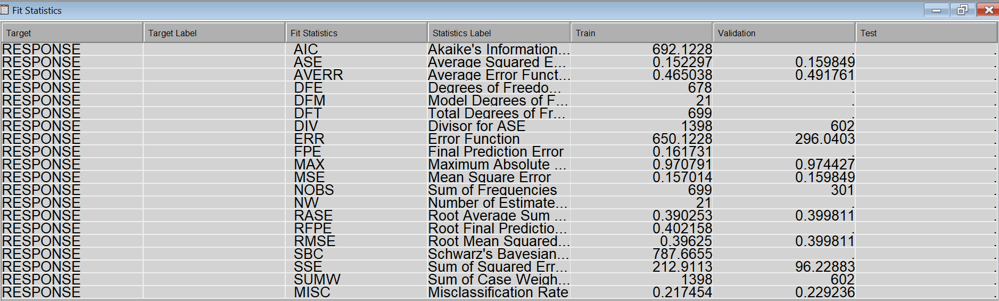 Fit Statistics
Target Target Label Fit Statistics Statistics Label Train Validation Test
RESPONSE AIC Akaike's Information... 692.1228 . .
RESPONSE ASE Average Squared E... 0.152297 0.159849 .
RESPONSE AVERR Average Error Funct... 0.465038 0.491761 .
RESPONSE DFE Degrees of Freedo... 678 . .
RESPONSE DFM Model Degrees of F... 21 . .
RESPONSE DFT Total Degrees of Fr... 699 . .
RESPONSE DIV Divisor for ASE 1398 602 .
RESPONSE ERR Error Function 650.1228 296.0403 .
RESPONSE FPE Final Prediction Error 0.161731 . .
RESPONSE MAX Maximum Absolute ... 0.970791 0.974427 .
RESPONSE MSE Mean Square Error 0.157014 0.159849 .
RESPONSE NOBS Sum of Frequencies 699 301 .
RESPONSE NW Number of Estimate... 21 . .
RESPONSE RASE Root Average Sum ... 0.390253 0.399811 .
RESPONSE RFPE Root Final Predictio... 0.402158 . .
RESPONSE RMSE Root Mean Squared... 0.39625 0.399811 .
RESPONSE SBC Schwarz's Bayesian... 787.6655 . .
RESPONSE SSE Sum of Squared Err... 212.9113 96.22883 .
RESPONSE SUMW Sum of Case Weigh... 1398 602 .
RESPONSE MISC Misclassification Rate 0.217454 0.229236 .